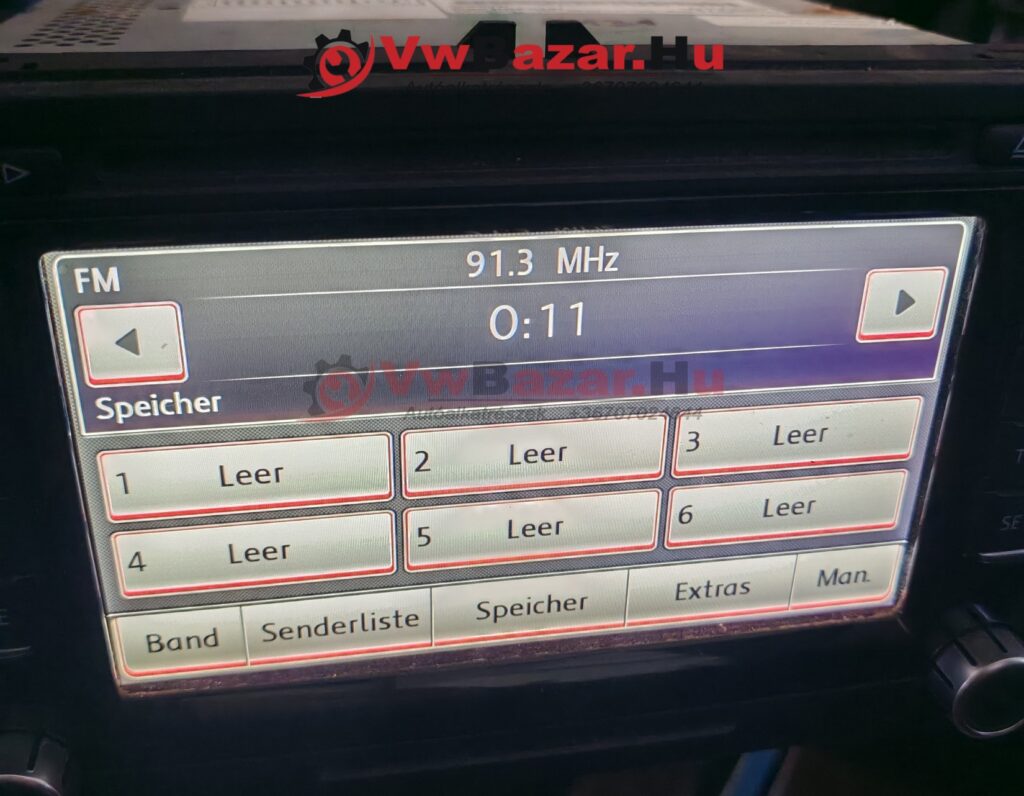 VwBazar.Hu
FM
91.3 MHz
0:11
VwBazar.Hu
Autóalkatrészek
Speicher
1 Leer
2 Leer
3 Leer
4 Leer
5 Leer
6 Leer
Band
Senderliste
Speicher
Extras
Man.